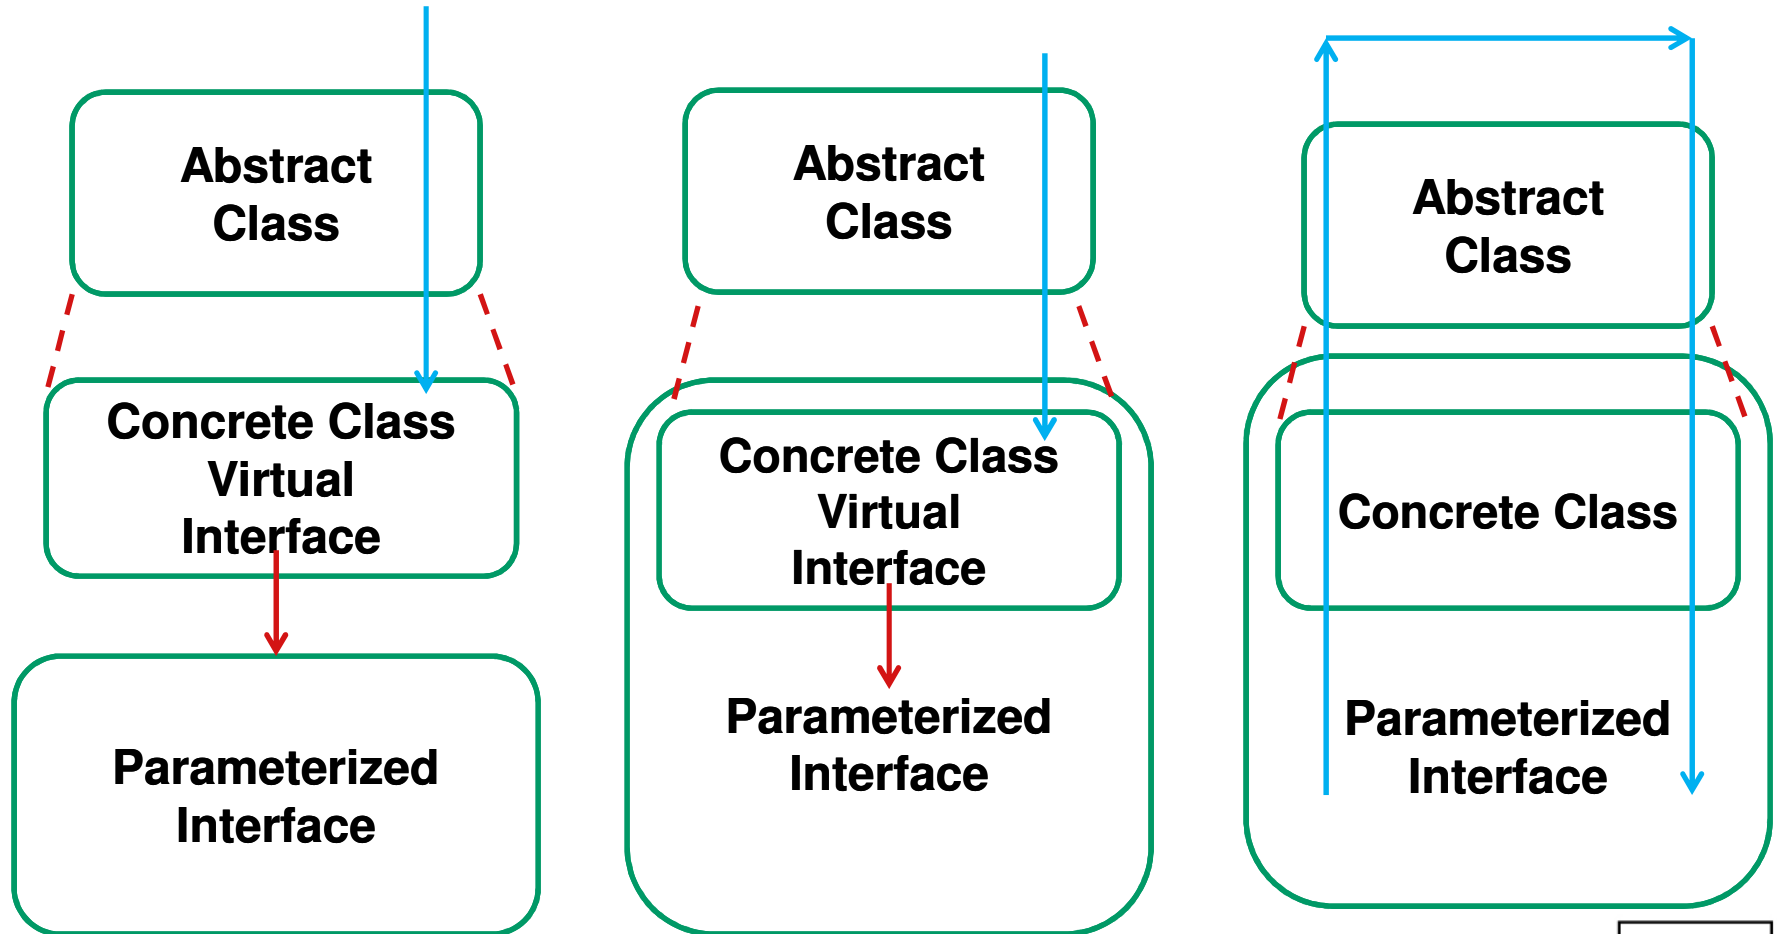 Abstract
Class
Concrete Class
Virtual
Interface
Parameterized
Interface
Abstract
Class
Concrete Class
Virtual
Interface
Parameterized
Interface
Abstract
Class
Concrete Class
Parameterized
Interface